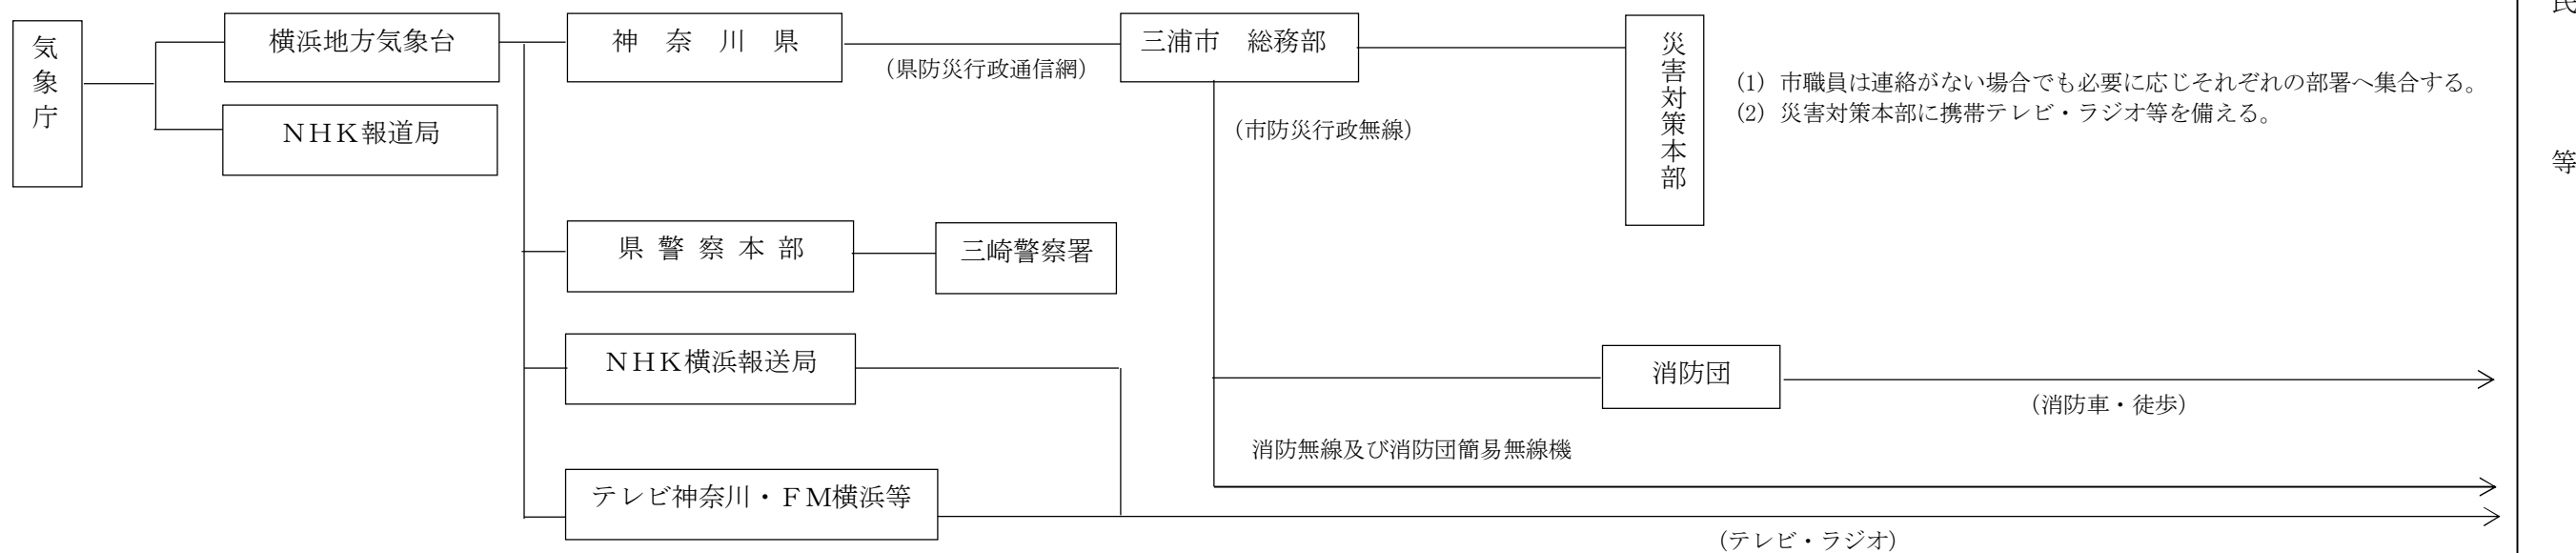 気象庁
横浜地方気象台
NHK報道局
神　奈　川　県
（県防災行政通信網）
三浦市　総務部
（市防災行政無線）
災害対策本部
(1) 市職員は連絡がない場合でも必要に応じそれぞれの部署へ集合する。
(2) 災害対策本部に携帯テレビ・ラジオ等を備える。
県 警 察 本 部
三崎警察署
NHK横浜報送局
消防団
（消防車・徒歩）
消防無線及び消防団簡易無線機
テレビ神奈川・FM横浜等
（テレビ・ラジオ）
等